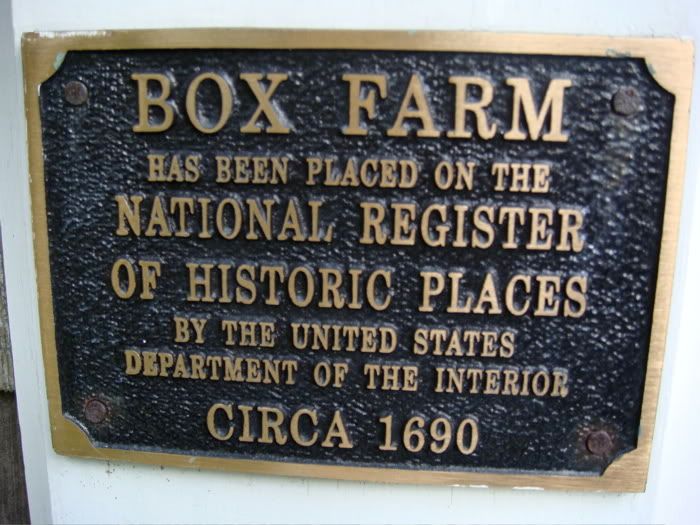 BOX FARM
HAS BEEN PLACED ON THE
NATIONAL REGISTER
OF HISTORIC PLACES
BY THE UNITED STATES
DEPARTMENT OF THE INTERIOR
CIRCA 1690